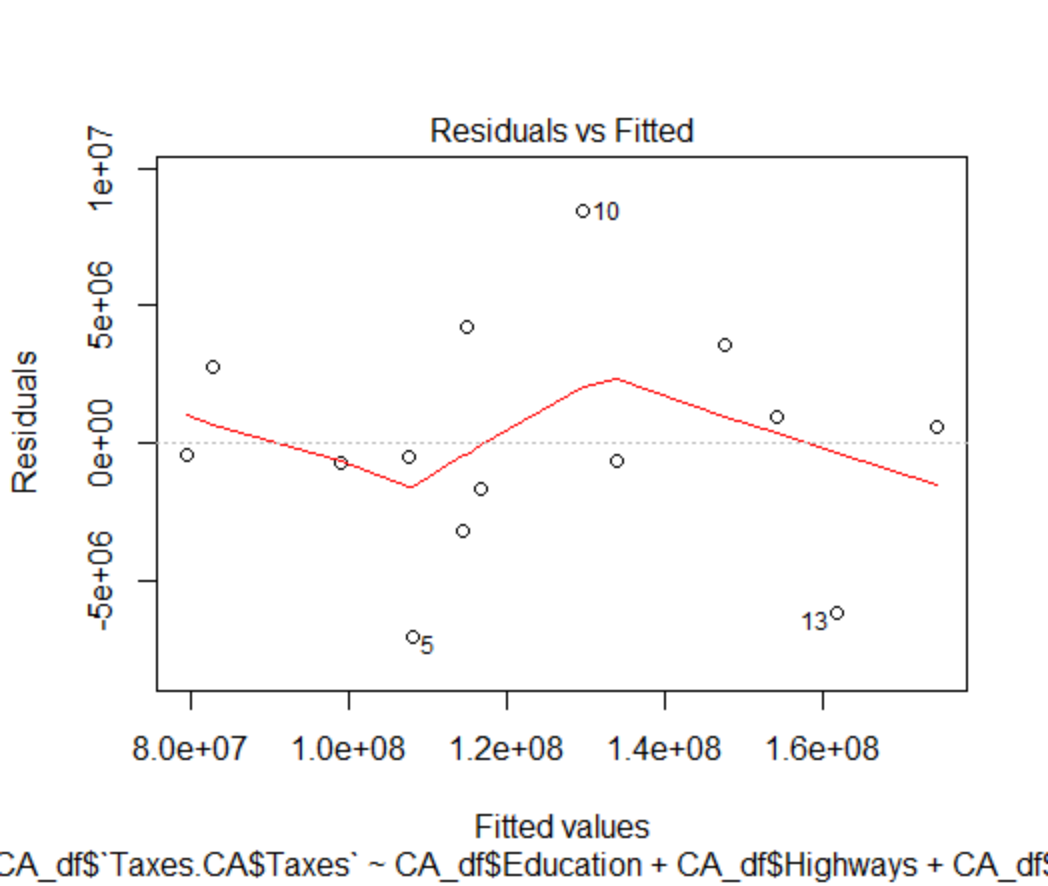 Residuals vs Fitted
1e+07
5e+06
0e+00
-5e+06
Residuals
10
5
13
8.0e+07 1.0e+08 1.2e+08 1.4e+08 1.6e+08
Fitted values
CA_df$`Taxes.CA$Taxes` ~ CA_df$Education + CA_df$Highways + CA_df$